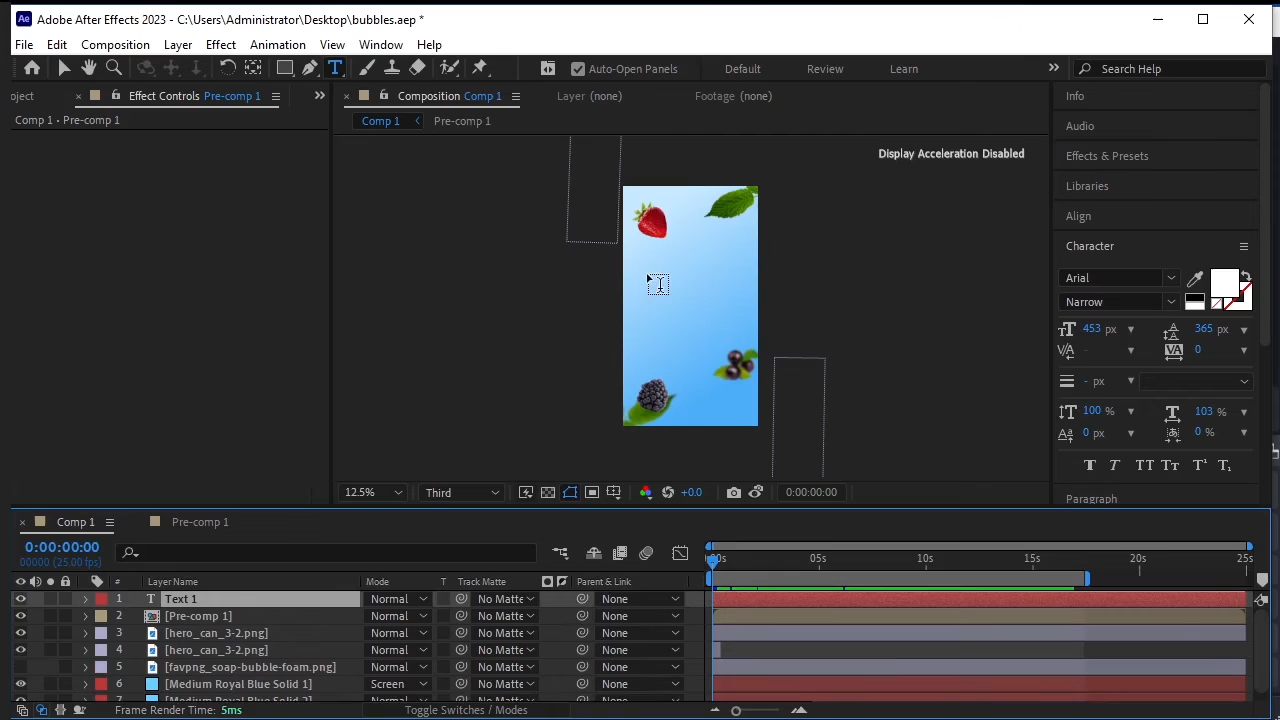 Adobe After Effects 2023 - C:\Users\Administrator\Desktop\bubbles.aep *
File Edit Composition Layer Effect Animation View Window Help
Auto-Open Panels Default Review Learn Search Help
oject Effect Controls Pre-comp 1 Composition Comp 1 Layer (none) Footage (none) Info
Comp 1 • Pre-comp 1 Comp 1 Pre-comp 1 Audio
Display Acceleration Disabled Effects & Presets
Libraries
Align
Character
Arial
Narrow
453 px 365 px
- 0
- px
100 % 103 %
0 px 0 %
T T TT Tт T¹ T₁
Paragraph
12.5% Third +0.0 0:00:00:00
Comp 1 Pre-comp 1
0:00:00:00
00000 (25.00 fps)
:00s 05s 10s 15s 20s 25s
# Layer Name Mode T Track Matte Parent & Link
1 T Text 1 Normal No Matte None
2 [Pre-comp 1] Normal No Matte None
3 [hero_can_3-2.png] Normal No Matte None
4 [hero_can_3-2.png] Normal No Matte None
5 [favpng_soap-bubble-foam.png] Normal No Matte None
6 [Medium Royal Blue Solid 1] Screen No Matte None
Frame Render Time: 5ms Toggle Switches / Modes